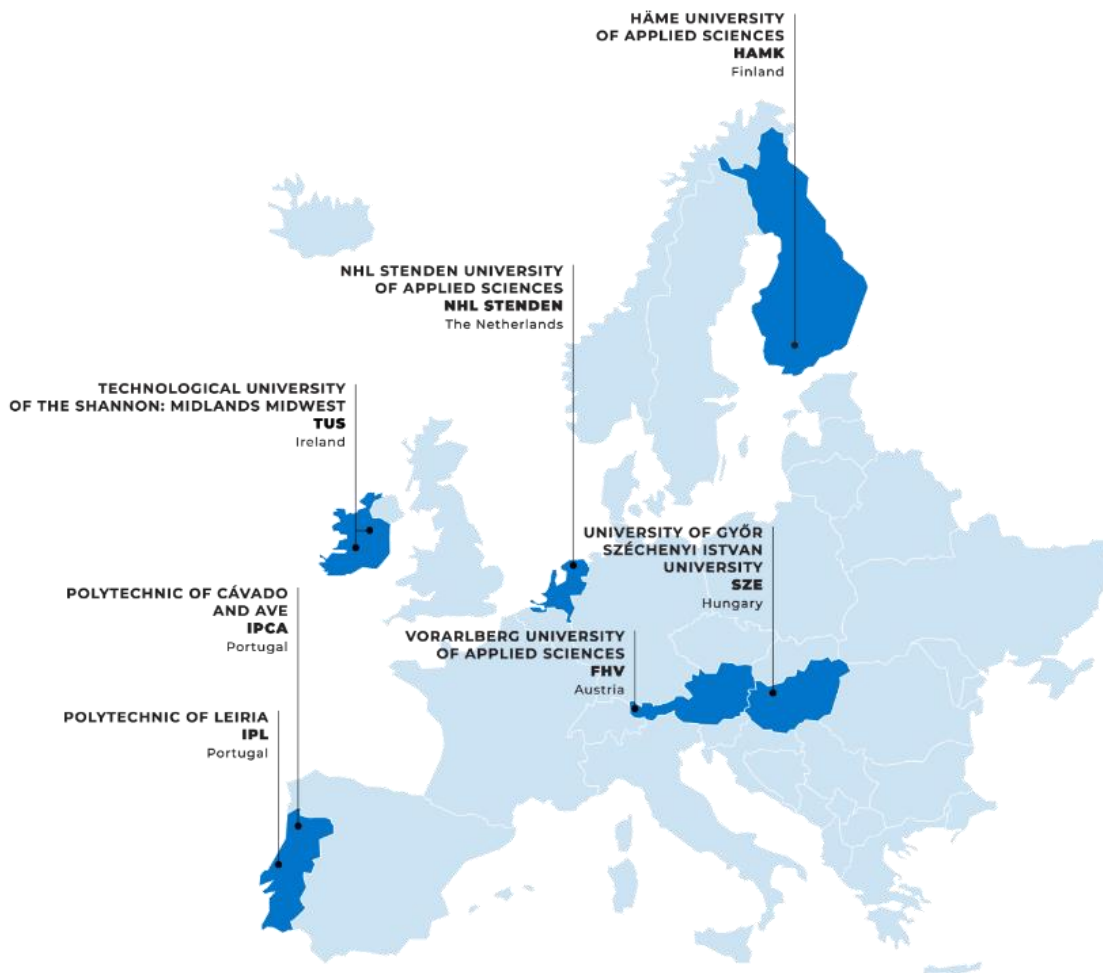 HÄME UNIVERSITY
OF APPLIED SCIENCES
HAMK
Finland
NHL STENDEN UNIVERSITY
OF APPLIED SCIENCES
NHL STENDEN
The Netherlands
TECHNOLOGICAL UNIVERSITY
OF THE SHANNON: MIDLANDS MIDWEST
TUS
Ireland
UNIVERSITY OF GYŐR
SZÉCHENYI ISTVAN
UNIVERSITY
SZE
Hungary
POLYTECHNIC OF CÁVADO
AND AVE
IPCA
Portugal
VORARLBERG UNIVERSITY
OF APPLIED SCIENCES
FHV
Austria
POLYTECHNIC OF LEIRIA
IPL
Portugal